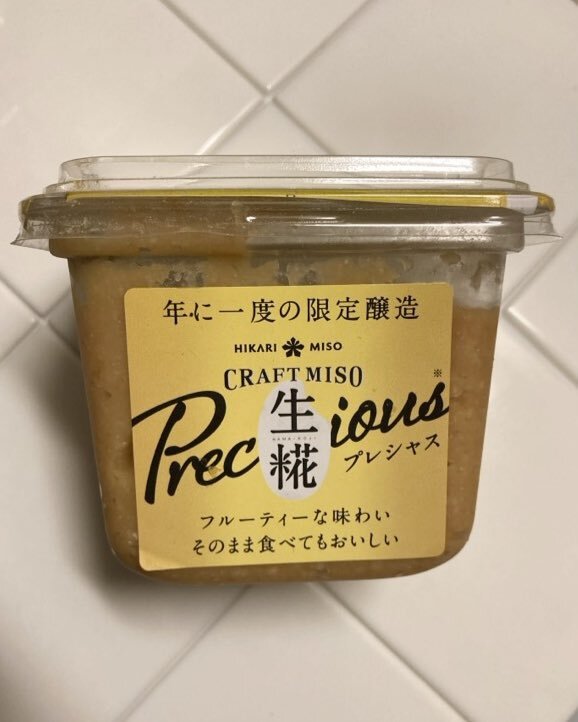 年に一度の限定醸造
HIKARI MISO
CRAFT MISO
生糀
NAMA-KOJI
Precious※
プレシャス
フルーティーな味わい
そのまま食べてもおいしい